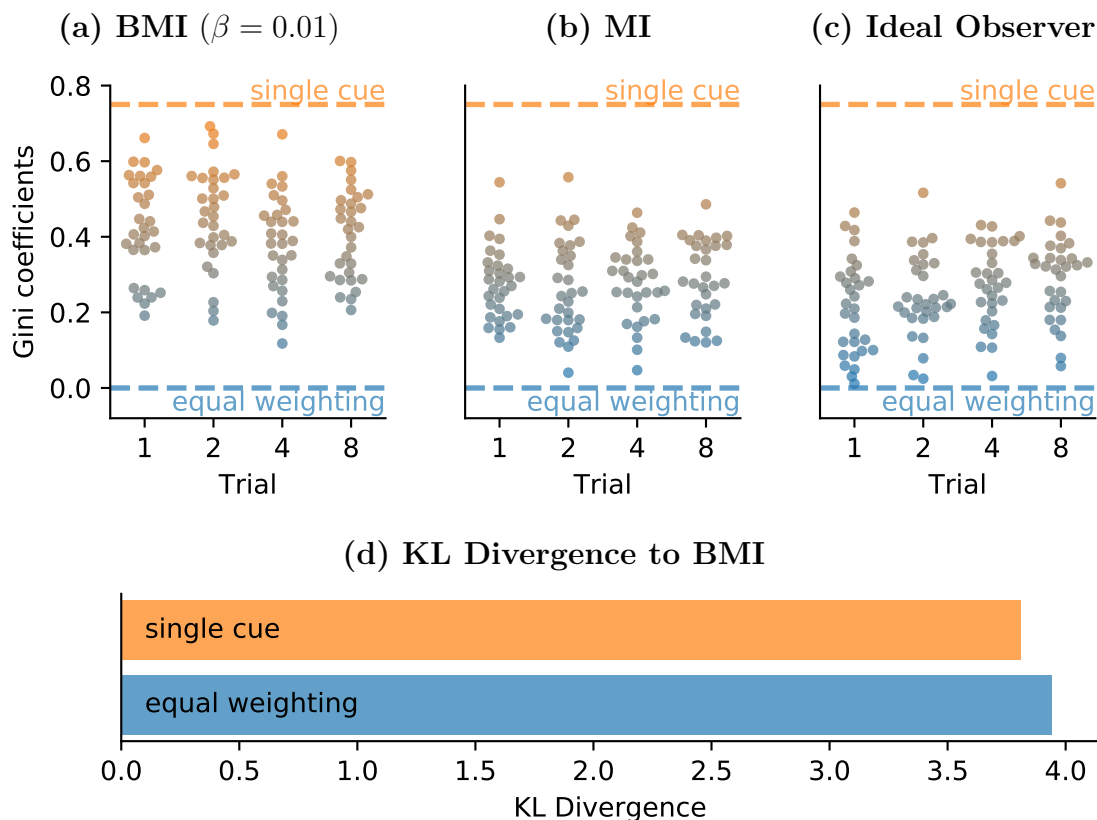 (a) BMI (β = 0.01)
(b) MI
(c) Ideal Observer
Gini coefficients
0.8
0.6
0.4
0.2
0.0
single cue
equal weighting
1 2 4 8
Trial
single cue
equal weighting
1 2 4 8
Trial
single cue
equal weighting
1 2 4 8
Trial
(d) KL Divergence to BMI
single cue
equal weighting
0.0 0.5 1.0 1.5 2.0 2.5 3.0 3.5 4.0
KL Divergence